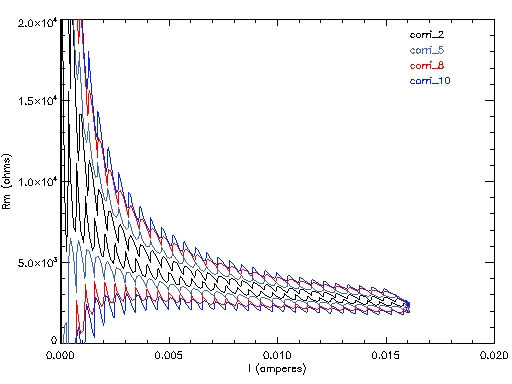 2.0×10⁴
1.5×10⁴
1.0×10⁴
5.0×10³
0
Rm (ohms)
corri_2
corri_5
corri_8
corri_10
0.000
0.005
0.010
0.015
0.020
I (amperes)